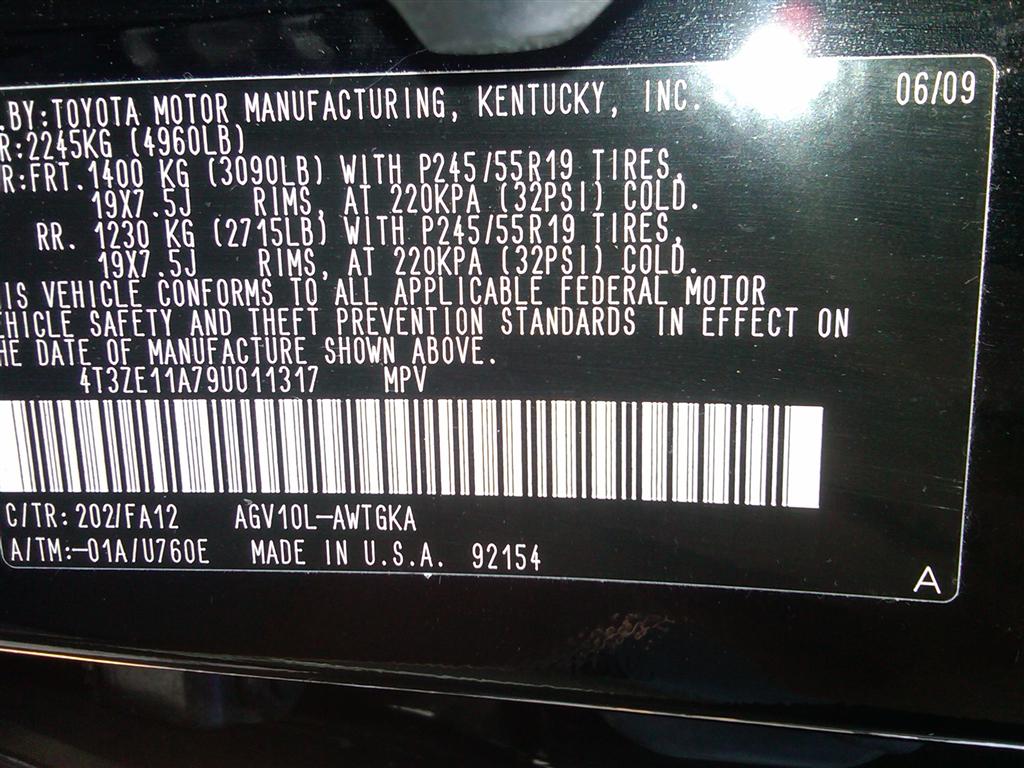 .BY:TOYOTA MOTOR MANUFACTURING, KENTUCKY, INC. 06/09
R:2245KG (4960LB)
R:FRT.1400 KG (3090LB) WITH P245/55R19 TIRES,
19X7.5J RIMS, AT 220KPA (32PSI) COLD.
RR. 1230 KG (2715LB) WITH P245/55R19 TIRES,
19X7.5J RIMS, AT 220KPA (32PSI) COLD.
IS VEHICLE CONFORMS TO ALL APPLICABLE FEDERAL MOTOR
EHICLE SAFETY AND THEFT PREVENTION STANDARDS IN EFFECT ON
HE DATE OF MANUFACTURE SHOWN ABOVE.
4T3ZE11A79U011317 MPV
C/TR:202/FA12 AGV10L-AWTGKA
A/TM:-01A/U760E MADE IN U.S.A. 92154
A